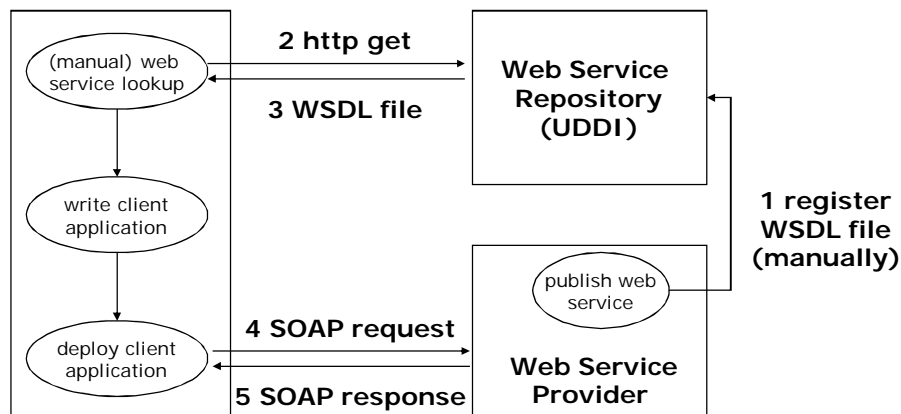 (manual) web
service lookup
2 http get
3 WSDL file
Web Service
Repository
(UDDI)
write client
application
1 register
WSDL file
(manually)
publish web
service
deploy client
application
4 SOAP request
5 SOAP response
Web Service
Provider